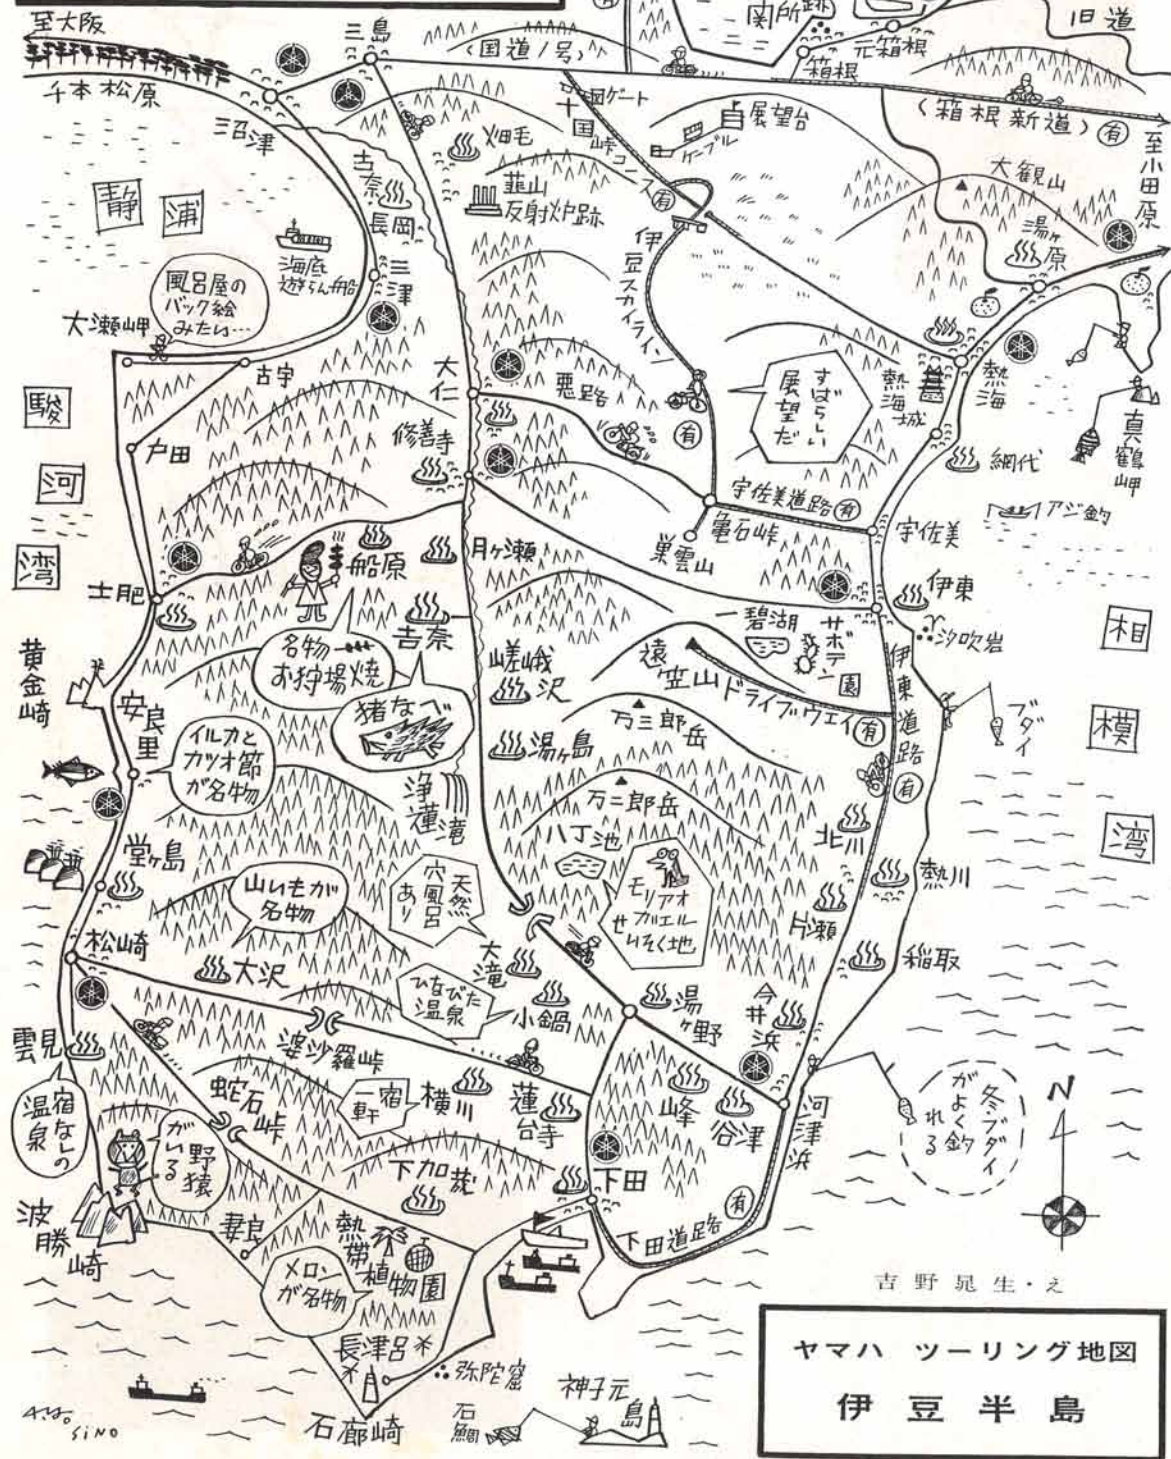 至大阪
千本松原
三島
〈国道1号〉
関所跡
元箱根
箱根
旧道
沼津
十国ゲート
十国峠コース
有
展望台
ケーブル
〈箱根新道〉
有
至小田原
畑毛
韮山
反射炉跡
古奈
長岡
大観山
湯ヶ原
静
浦
海底
遊らん船
三津
風呂屋の
バック絵
みたい…
大瀬岬
古宇
伊豆スカイライン
有
すばらしい
展望だ
熱海城
熱海
真鶴岬
駿
河
湾
戸田
大仁
悪路
修善寺
網代
アジ釣
宇佐美道路
有
亀石峠
宇佐美
巣雲山
土肥
船原
月ヶ瀬
吉奈
名物
お狩場焼
猪なべ
伊東
汐吹岩
一碧湖
サボテン園
相
模
湾
黄金崎
安良里
イルカと
カツオ節
が名物
嵯峨
沢
遠笠山ドライブウェイ
有
伊東道路
有
ブダイ
万三郎岳
湯ヶ島
浄蓮滝
万二郎岳
八丁池
モリアオ
ガエル
せいそく地
北川
熱川
堂ヶ島
山いもが
名物
天然
穴風呂
あり
片瀬
松崎
大沢
大滝
稲取
ひなびた
温泉
小鍋
湯ヶ野
今井浜
雲見
婆沙羅峠
宿なしの
温泉
蛇石
峠
一軒
宿
横川
蓮台寺
峰
谷津
河津浜
冬、ブダイ
がよく釣
れる
N
野猿
がいる
下加茂
下田
波勝崎
妻良
熱帯
植物園
下田道路
有
メロン
が名物
長津呂
弥陀窟
石廊崎
石鯛
神子元
島
吉野晃生・え
ヤマハ ツーリング地図
伊豆半島